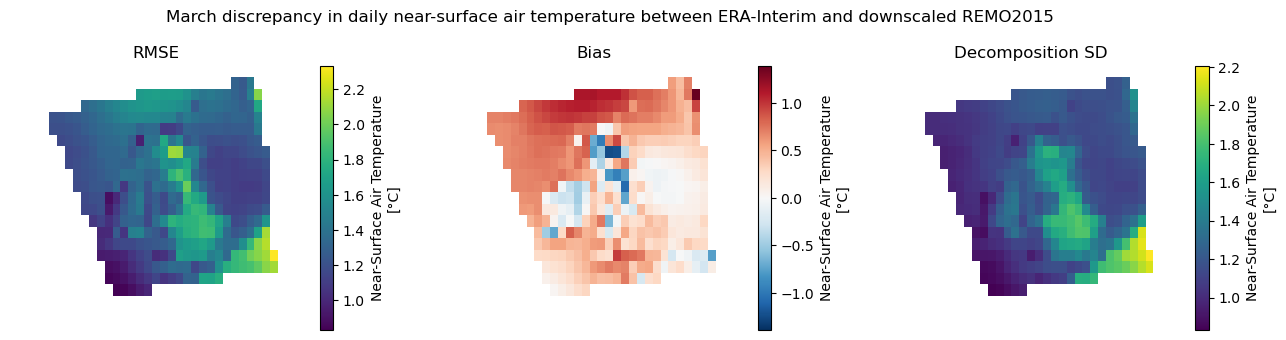 March discrepancy in daily near-surface air temperature between ERA-Interim and downscaled REMO2015
RMSE
2.2
2.0
1.8
1.6
1.4
1.2
1.0
Near-Surface Air Temperature
[°C]
Bias
1.0
0.5
0.0
−0.5
−1.0
Near-Surface Air Temperature
[°C]
Decomposition SD
2.2
2.0
1.8
1.6
1.4
1.2
1.0
Near-Surface Air Temperature
[°C]